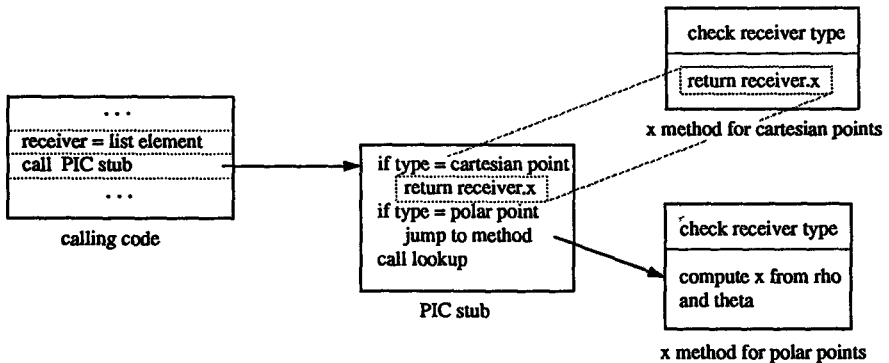 • • •
receiver = list element
call PIC stub
• • •
calling code
if type = cartesian point
return receiver.x
if type = polar point
jump to method
call lookup
PIC stub
check receiver type
return receiver.x
x method for cartesian points
check receiver type
compute x from rho
and theta
x method for polar points